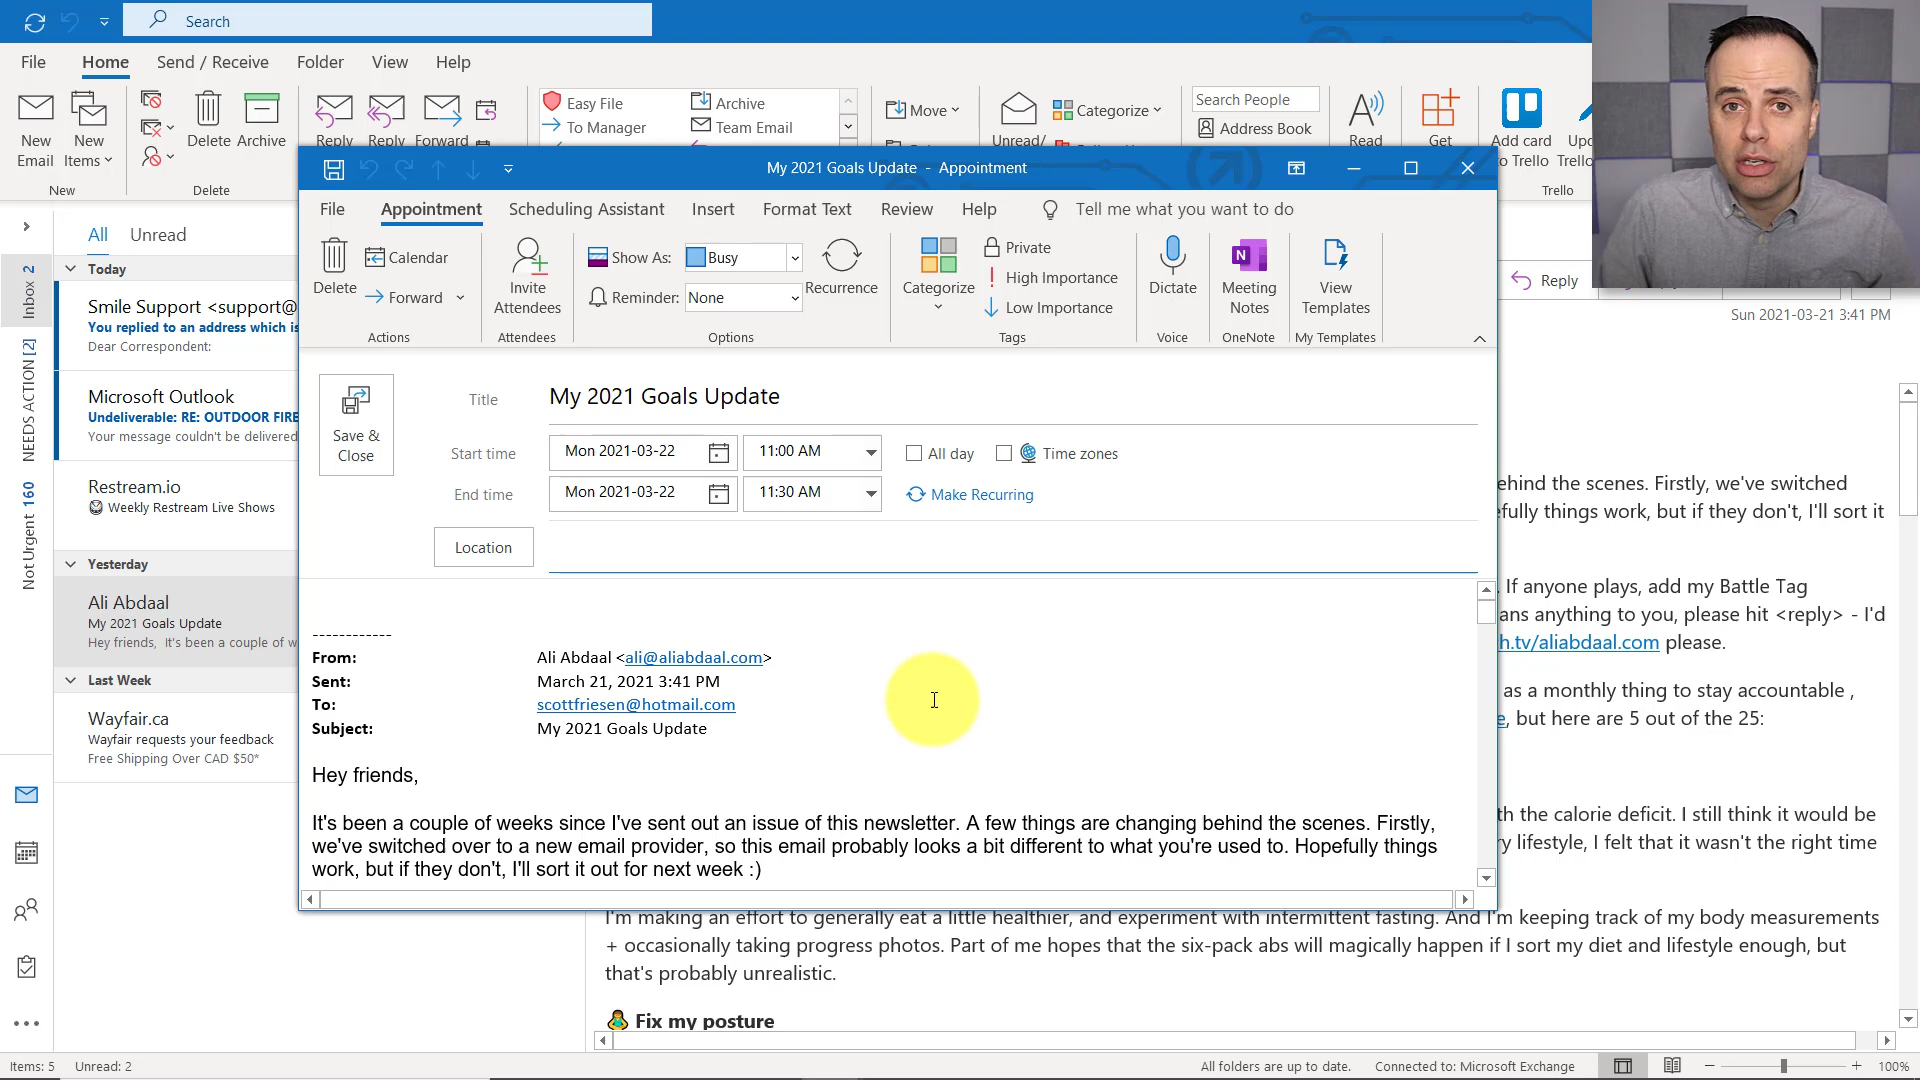 Search
File
Home
Send / Receive
Folder
View
Help
New
Email
New
Items
New
Delete
Archive
Delete
Reply
Reply
Forward
Easy File
To Manager
Archive
Team Email
Move
Unread/
Categorize
Search People
Address Book
Read
Get
Add card
to Trello
Trello
My 2021 Goals Update - Appointment
File
Appointment
Scheduling Assistant
Insert
Format Text
Review
Help
Tell me what you want to do
Delete
Calendar
Forward
Actions
Invite
Attendees
Attendees
Show As:
Busy
Reminder:
None
Recurrence
Options
Categorize
Private
High Importance
Low Importance
Tags
Dictate
Voice
N
Meeting
Notes
OneNote
View
Templates
My Templates
Save &
Close
Title
My 2021 Goals Update
Start time
Mon 2021-03-22
11:00 AM
All day
Time zones
End time
Mon 2021-03-22
11:30 AM
Make Recurring
Location
------------
From: Ali Abdaal <ali@aliabdaal.com>
Sent: March 21, 2021 3:41 PM
To: scottfriesen@hotmail.com
Subject: My 2021 Goals Update
Hey friends,
It's been a couple of weeks since I've sent out an issue of this newsletter. A few things are changing behind the scenes. Firstly,
we've switched over to a new email provider, so this email probably looks a bit different to what you're used to. Hopefully things
work, but if they don't, I'll sort it out for next week :)
All
Unread
Today
Smile Support <support@
You replied to an address which is
Dear Correspondent:
Microsoft Outlook
Undeliverable: RE: OUTDOOR FIRE
Your message couldn't be delivered
Restream.io
Weekly Restream Live Shows
Yesterday
Ali Abdaal
My 2021 Goals Update
Hey friends, It's been a couple of w
Last Week
Wayfair.ca
Wayfair requests your feedback
Free Shipping Over CAD $50*
Inbox 2
NEEDS ACTION [2]
Not Urgent 160
Reply
Sun 2021-03-21 3:41 PM
ehind the scenes. Firstly, we've switched
efully things work, but if they don't, I'll sort it
. If anyone plays, add my Battle Tag
ans anything to you, please hit <reply> - I'd
h.tv/aliabdaal.com please.
as a monthly thing to stay accountable ,
e, but here are 5 out of the 25:
th the calorie deficit. I still think it would be
ry lifestyle, I felt that it wasn't the right time
I'm making an effort to generally eat a little healthier, and experiment with intermittent fasting. And I'm keeping track of my body measurements
+ occasionally taking progress photos. Part of me hopes that the six-pack abs will magically happen if I sort my diet and lifestyle enough, but
that's probably unrealistic.
Fix my posture
Items: 5
Unread: 2
All folders are up to date.
Connected to: Microsoft Exchange
100%